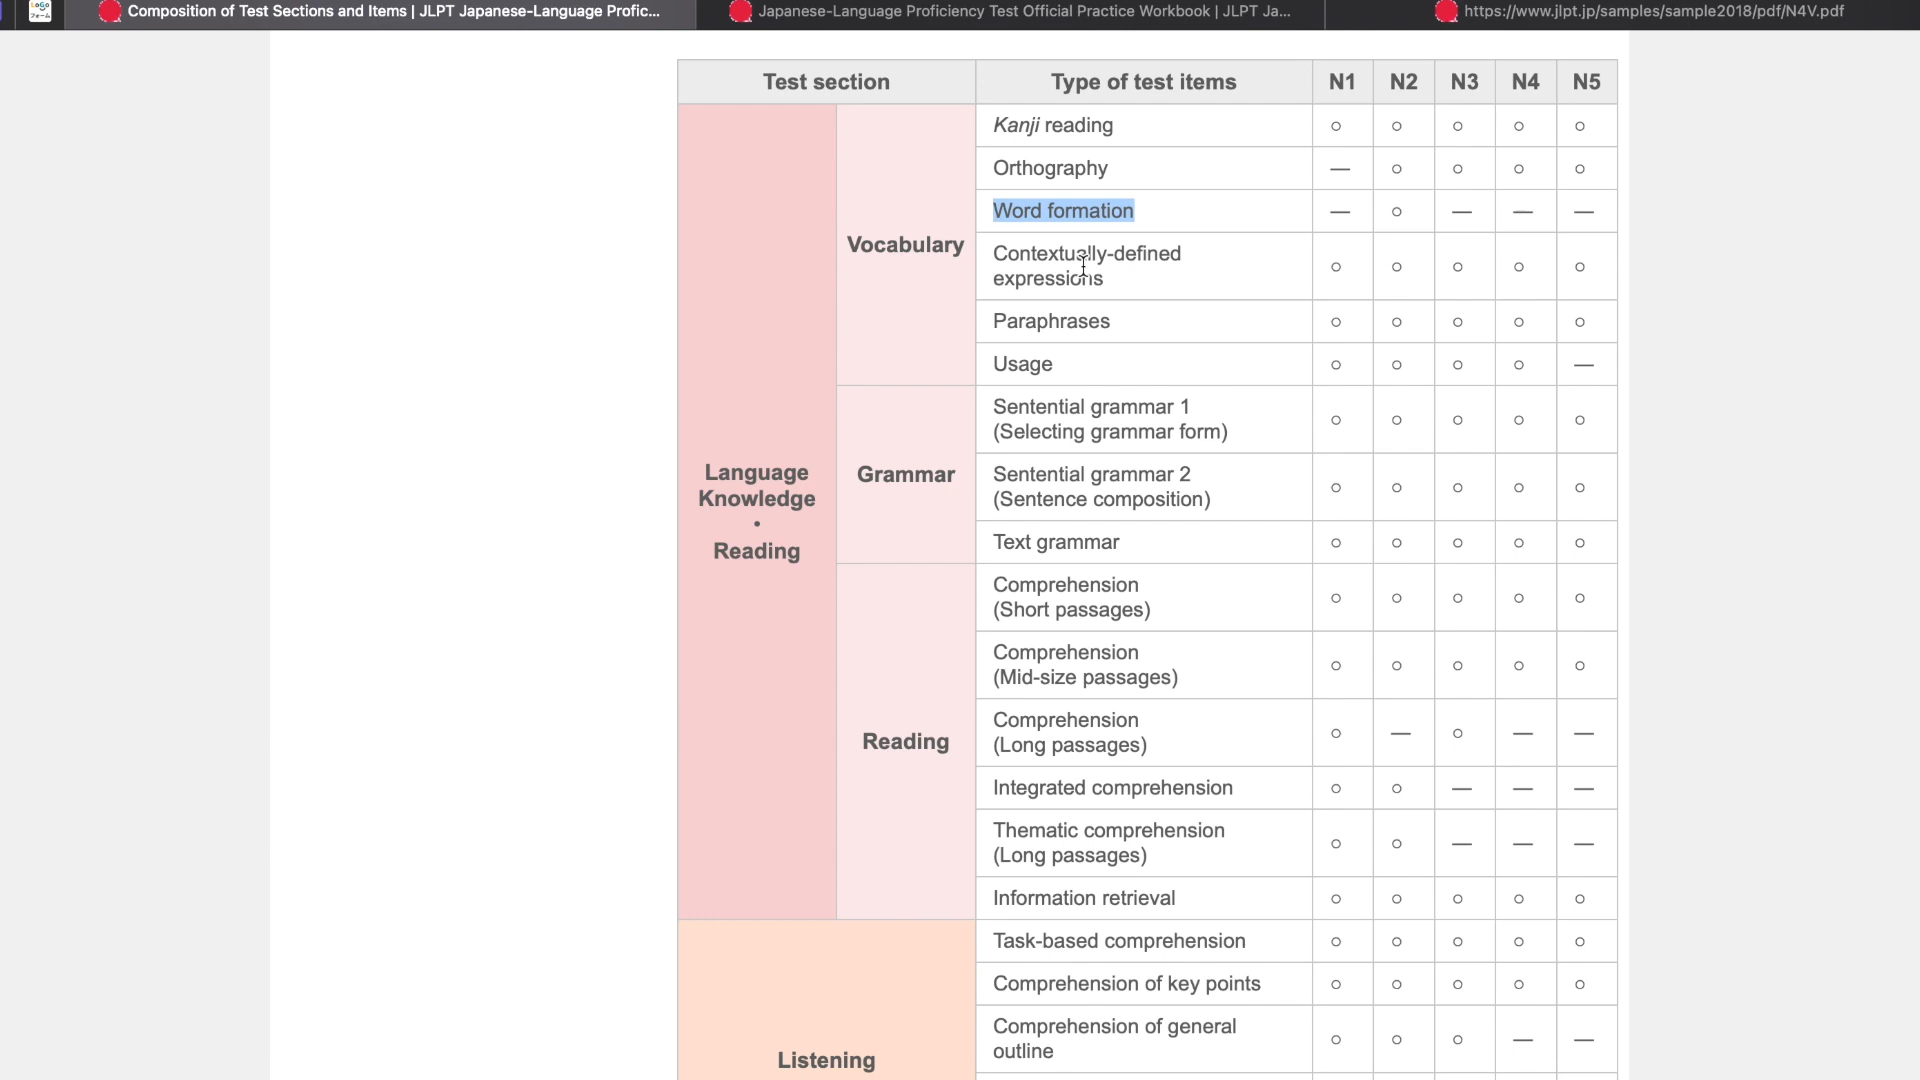 LoGo
フォーム
Composition of Test Sections and Items | JLPT Japanese-Language Profic...
Japanese-Language Proficiency Test Official Practice Workbook | JLPT Ja...
https://www.jlpt.jp/samples/sample2018/pdf/N4V.pdf
Test section Type of test items N1 N2 N3 N4 N5
Language
Knowledge
•
Reading
Vocabulary
Kanji reading ○ ○ ○ ○ ○
Orthography — ○ ○ ○ ○
Word formation — ○ — — —
Contextually-defined
expressions ○ ○ ○ ○ ○
Paraphrases ○ ○ ○ ○ ○
Usage ○ ○ ○ ○ —
Grammar
Sentential grammar 1
(Selecting grammar form) ○ ○ ○ ○ ○
Sentential grammar 2
(Sentence composition) ○ ○ ○ ○ ○
Text grammar ○ ○ ○ ○ ○
Reading
Comprehension
(Short passages) ○ ○ ○ ○ ○
Comprehension
(Mid-size passages) ○ ○ ○ ○ ○
Comprehension
(Long passages) ○ — ○ — —
Integrated comprehension ○ ○ — — —
Thematic comprehension
(Long passages) ○ ○ — — —
Information retrieval ○ ○ ○ ○ ○
Listening
Task-based comprehension ○ ○ ○ ○ ○
Comprehension of key points ○ ○ ○ ○ ○
Comprehension of general
outline ○ ○ ○ — —